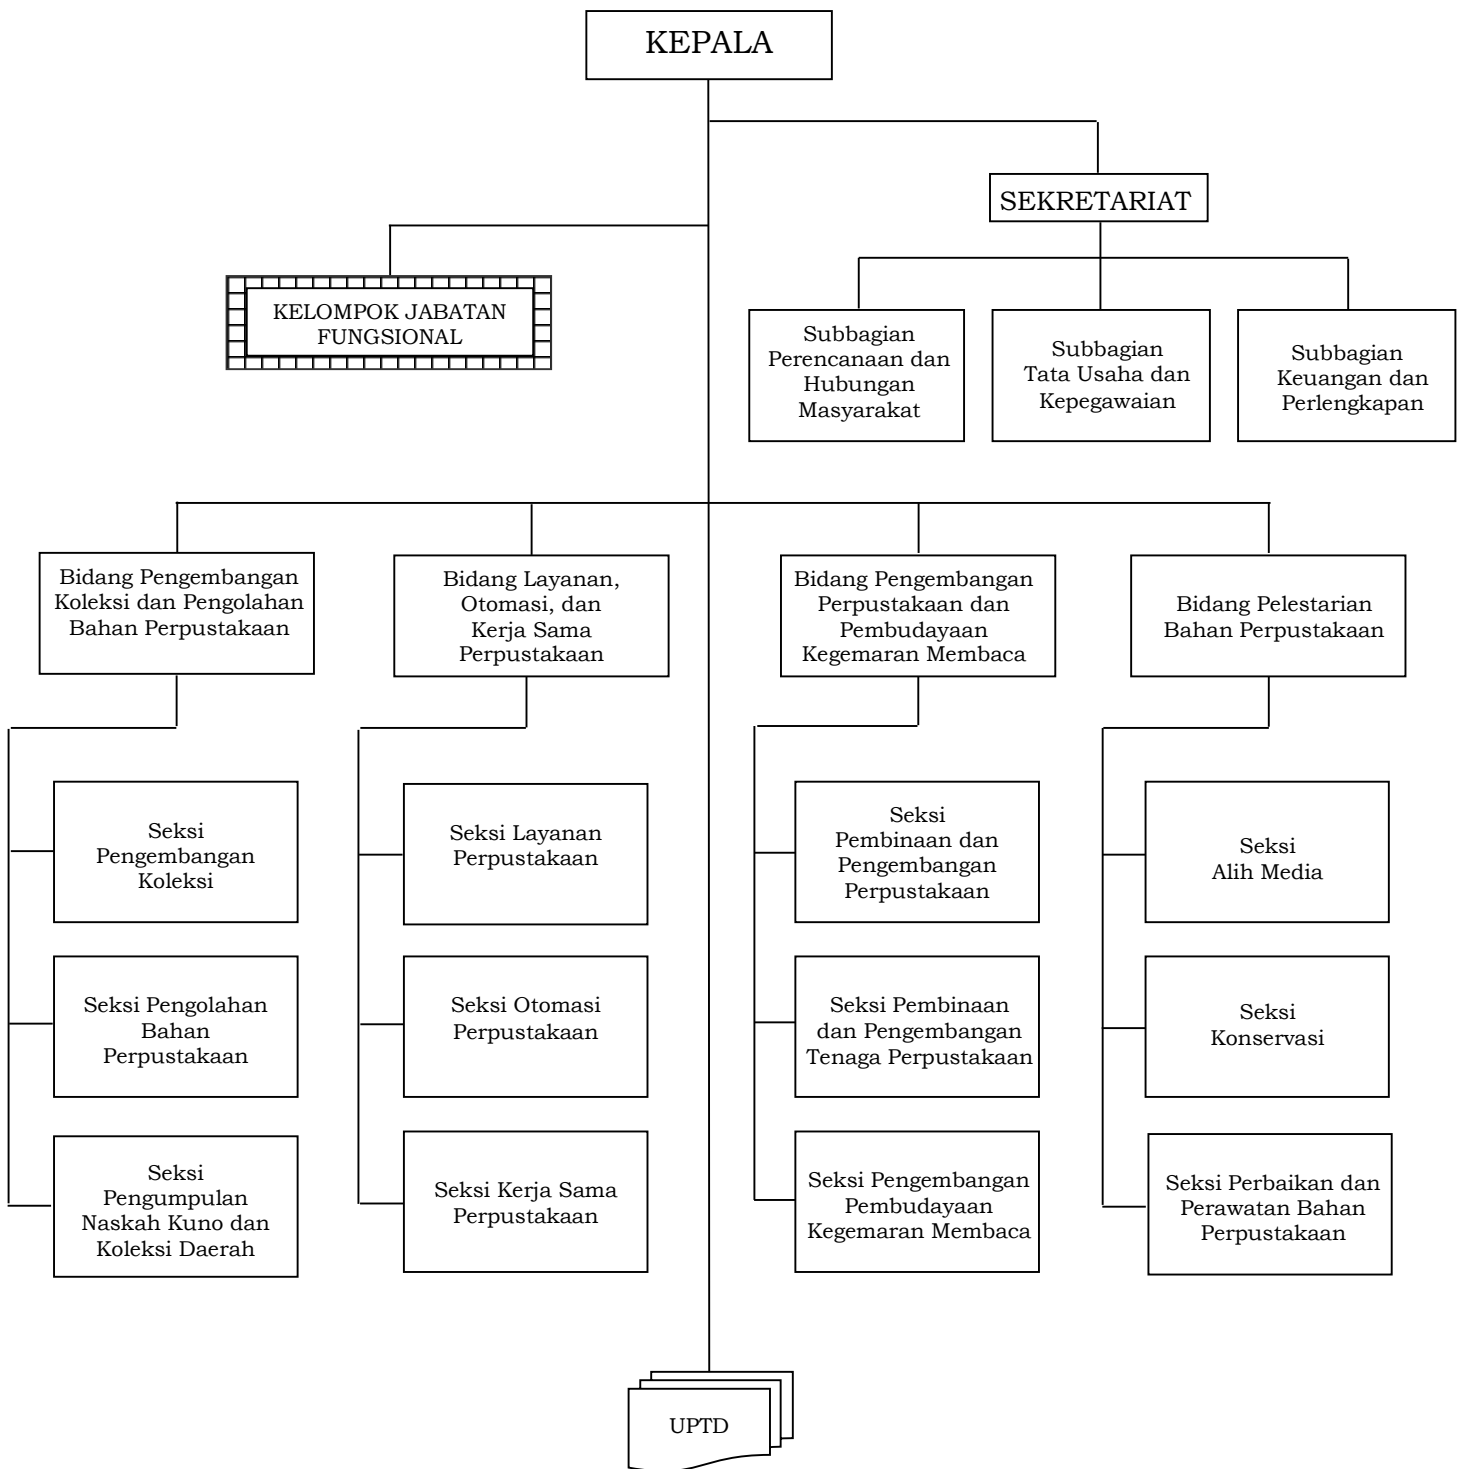 KEPALA
SEKRETARIAT
KELOMPOK JABATAN
FUNGSIONAL
Subbagian
Perencanaan dan
Hubungan
Masyarakat
Subbagian
Tata Usaha dan
Kepegawaian
Subbagian
Keuangan dan
Perlengkapan
Bidang Pengembangan
Koleksi dan Pengolahan
Bahan Perpustakaan
Bidang Layanan,
Otomasi, dan
Kerja Sama
Perpustakaan
Bidang Pengembangan
Perpustakaan dan
Pembudayaan
Kegemaran Membaca
Bidang Pelestarian
Bahan Perpustakaan
Seksi
Pengembangan
Koleksi
Seksi Layanan
Perpustakaan
Seksi
Pembinaan dan
Pengembangan
Perpustakaan
Seksi
Alih Media
Seksi Pengolahan
Bahan
Perpustakaan
Seksi Otomasi
Perpustakaan
Seksi Pembinaan
dan Pengembangan
Tenaga Perpustakaan
Seksi
Konservasi
Seksi
Pengumpulan
Naskah Kuno dan
Koleksi Daerah
Seksi Kerja Sama
Perpustakaan
Seksi Pengembangan
Pembudayaan
Kegemaran Membaca
Seksi Perbaikan dan
Perawatan Bahan
Perpustakaan
UPTD